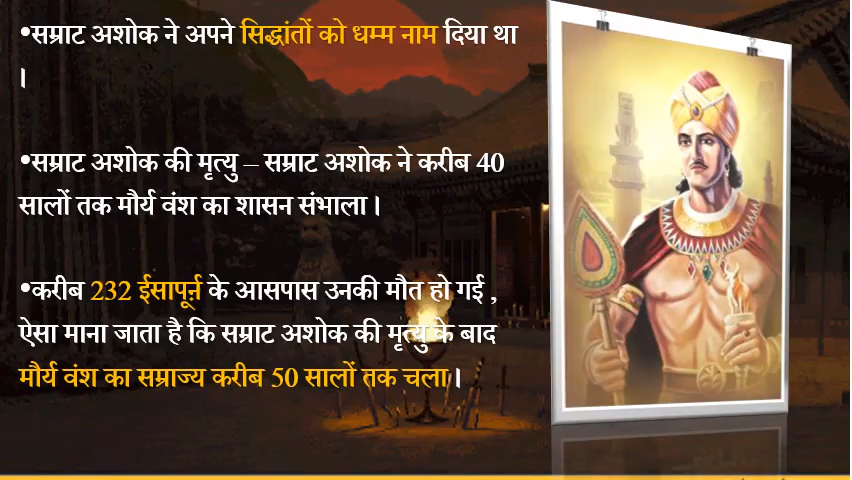 •सम्राट अशोक ने अपने सिद्धांतों को धम्म नाम दिया था
।
•सम्राट अशोक की मृत्यु – सम्राट अशोक ने करीब 40
सालों तक मौर्य वंश का शासन संभाला।
•करीब 232 ईसापूर्न के आसपास उनकी मौत हो गई ,
ऐसा माना जाता है कि सम्राट अशोक की मृत्यु के बाद
मौर्य वंश का सम्राज्य करीब 50 सालों तक चला।